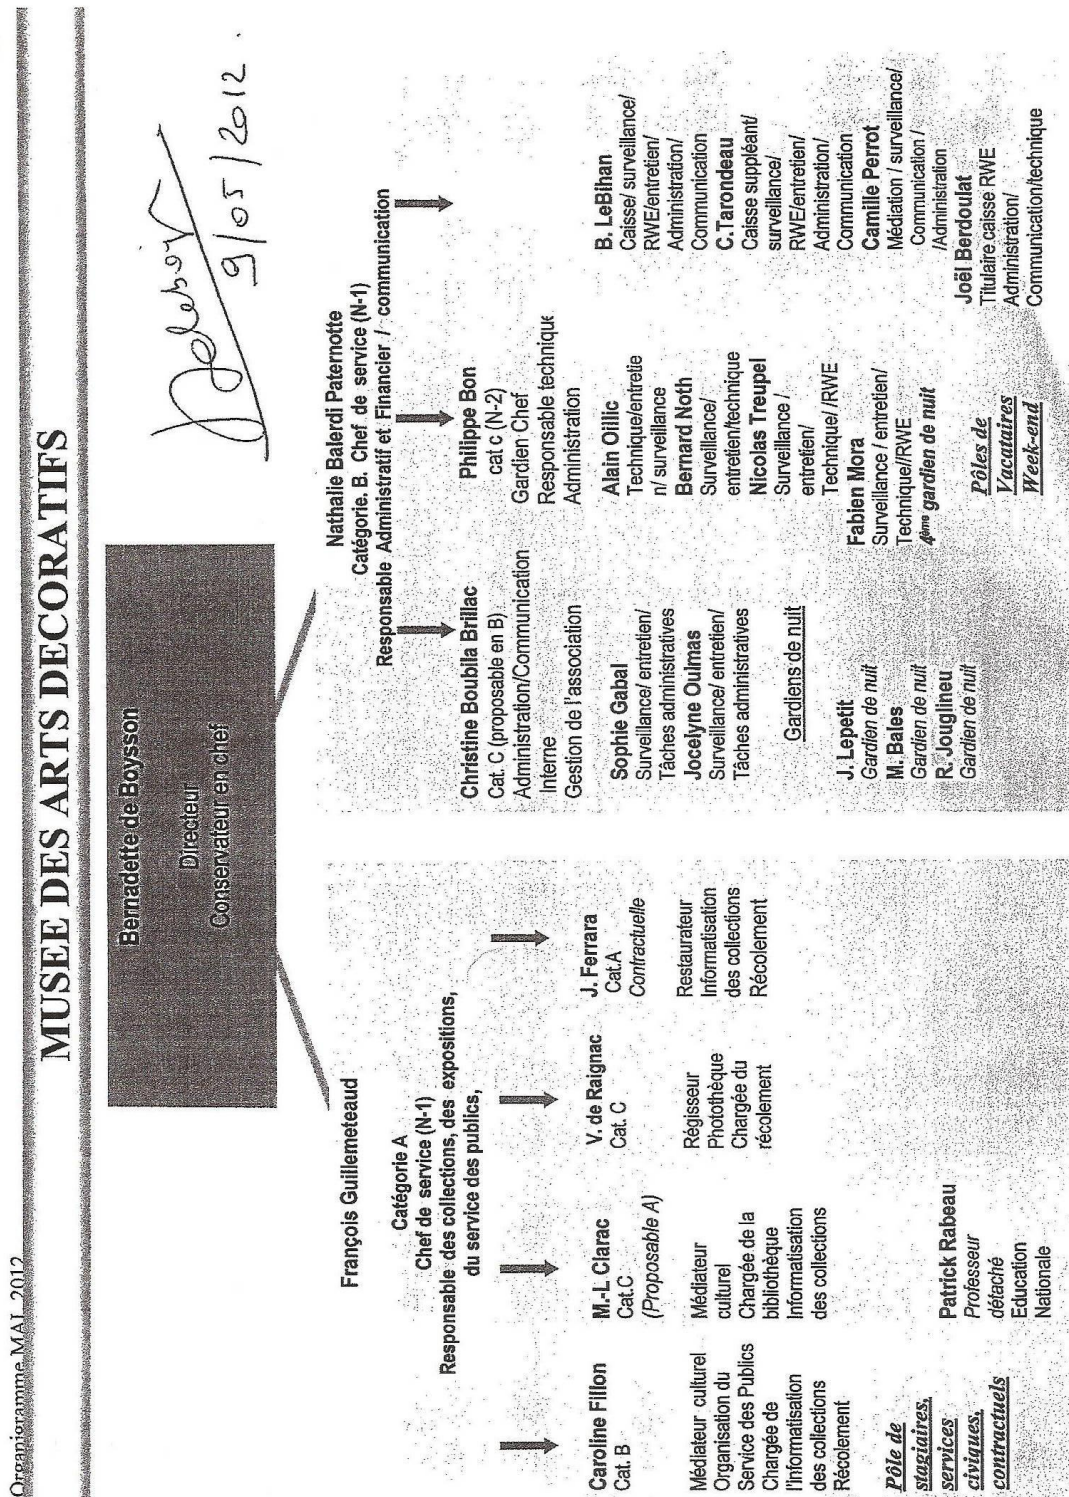 Organigramme MAI 2012
MUSEE DES ARTS DECORATIFS
9/05/2012.
Bernadette de Boysson
Directeur
Conservateur en chef
François Guillemeteaud
Catégorie A
Chef de service (N-1)
Responsable des collections, des expositions,
du service des publics,
Caroline Fillon
Cat. B
Médiateur culturel
Organisation du
Service des Publics
Chargée de
l'Informatisation
des collections
Récolement
Pôle de
stagiaires,
services
civiques,
contractuels
M.-L Clarac
Cat.C
(Proposable A)
Médiateur
culturel
Chargée de la
bibliothèque
Informatisation
des collections
Patrick Rabeau
Professeur
détaché
Education
Nationale
V. de Raignac
Cat. C
Régisseur
Photothèque
Chargée du
récolement
J. Ferrara
Cat.A
Contractuelle
Restaurateur
Informatisation
des collections
Récolement
Nathalie Balerdi Paternotte
Catégorie. B. Chef de service (N-1)
Responsable Administratif et Financier / communication
Christine Boubila Brillac
Cat. C (proposable en B)
Administration/Communication
Interne
Gestion de l'association
Sophie Gabal
Surveillance/ entretien/
Tâches administratives
Jocelyne Oulmas
Surveillance/ entretien/
Tâches administratives
Gardiens de nuit
J. Lepetit
Gardien de nuit
M. Bales
Gardien de nuit
R. Jouglineu
Gardien de nuit
Philippe Bon
cat c (N-2)
Gardien Chef
Responsable technique
Administration
Alain Olilic
Technique/entretie
n/ surveillance
Bernard Noth
Surveillance/
entretien/technique
Nicolas Treupel
Surveillance /
entretien/
Technique/ /RWE
Fabien Mora
Surveillance / entretien/
Technique//RWE
4ème gardien de nuit
Pôles de
Vacataires
Week-end
B. LeBihan
Caisse/ surveillance/
RWE/entretien/
Administration/
Communication
C.Tarondeau
Caisse suppléant/
surveillance/
RWE/entretien/
Administration/
Communication
Camille Perrot
Médiation / surveillance/
Communication /
/Administration
Joël Berdoulat
Titulaire caisse RWE
Administration/
Communication/technique